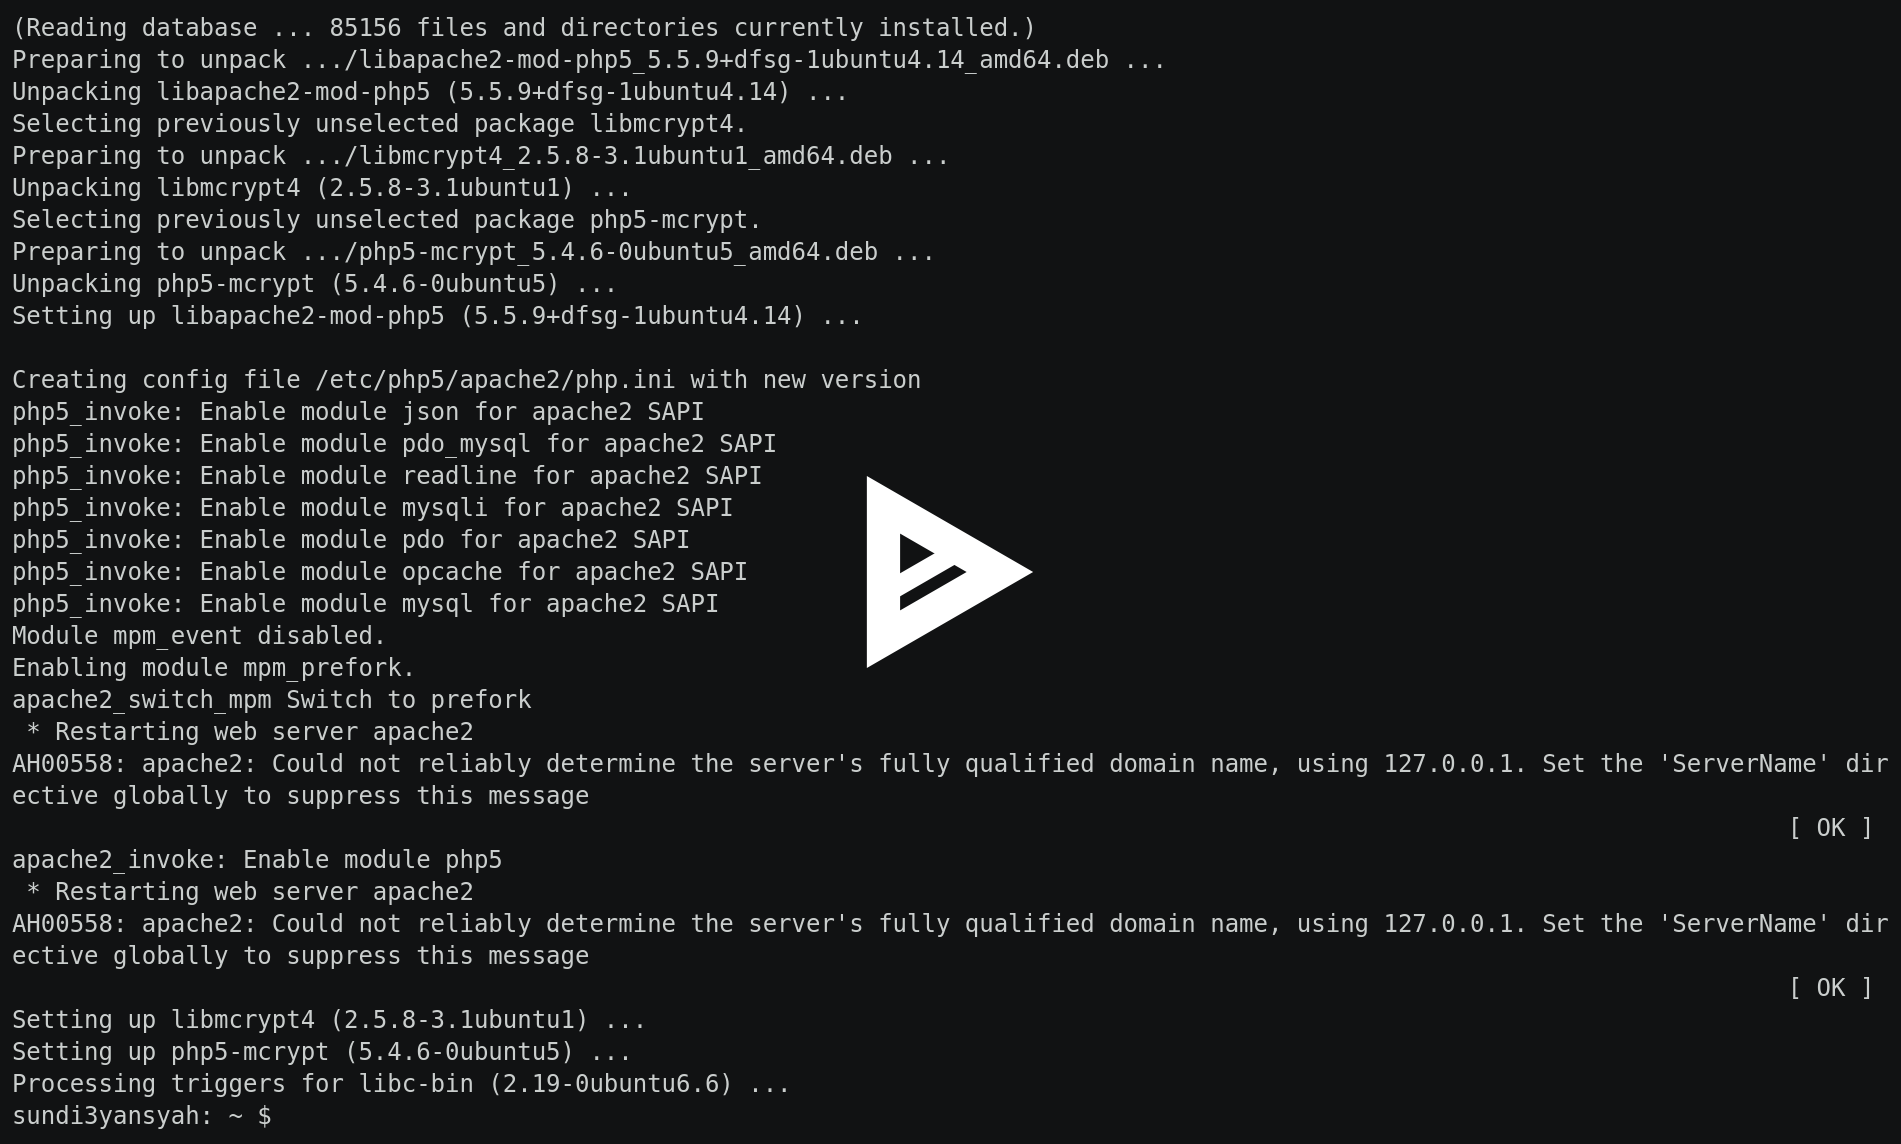 (Reading database ... 85156 files and directories currently installed.)
Preparing to unpack .../libapache2-mod-php5_5.5.9+dfsg-1ubuntu4.14_amd64.deb ...
Unpacking libapache2-mod-php5 (5.5.9+dfsg-1ubuntu4.14) ...
Selecting previously unselected package libmcrypt4.
Preparing to unpack .../libmcrypt4_2.5.8-3.1ubuntu1_amd64.deb ...
Unpacking libmcrypt4 (2.5.8-3.1ubuntu1) ...
Selecting previously unselected package php5-mcrypt.
Preparing to unpack .../php5-mcrypt_5.4.6-0ubuntu5_amd64.deb ...
Unpacking php5-mcrypt (5.4.6-0ubuntu5) ...
Setting up libapache2-mod-php5 (5.5.9+dfsg-1ubuntu4.14) ...

Creating config file /etc/php5/apache2/php.ini with new version
php5_invoke: Enable module json for apache2 SAPI
php5_invoke: Enable module pdo_mysql for apache2 SAPI
php5_invoke: Enable module readline for apache2 SAPI
php5_invoke: Enable module mysqli for apache2 SAPI
php5_invoke: Enable module pdo for apache2 SAPI
php5_invoke: Enable module opcache for apache2 SAPI
php5_invoke: Enable module mysql for apache2 SAPI
Module mpm_event disabled.
Enabling module mpm_prefork.
apache2_switch_mpm Switch to prefork
 * Restarting web server apache2
AH00558: apache2: Could not reliably determine the server's fully qualified domain name, using 127.0.0.1. Set the 'ServerName' dir
ective globally to suppress this message
[ OK ]
apache2_invoke: Enable module php5
 * Restarting web server apache2
AH00558: apache2: Could not reliably determine the server's fully qualified domain name, using 127.0.0.1. Set the 'ServerName' dir
ective globally to suppress this message
[ OK ]
Setting up libmcrypt4 (2.5.8-3.1ubuntu1) ...
Setting up php5-mcrypt (5.4.6-0ubuntu5) ...
Processing triggers for libc-bin (2.19-0ubuntu6.6) ...
sundi3yansyah: ~ $